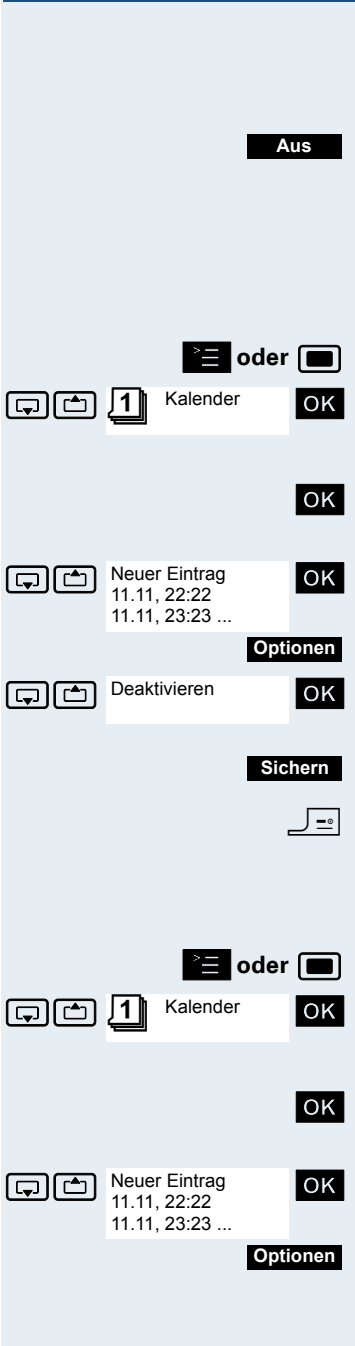 Aus
oder
1 Kalender OK
OK
Neuer Eintrag OK
11.11, 22:22
11.11, 23:23 ...
Optionen
Deaktivieren OK
Sichern
oder
1 Kalender OK
OK
Neuer Eintrag OK
11.11, 22:22
11.11, 23:23 ...
Optionen